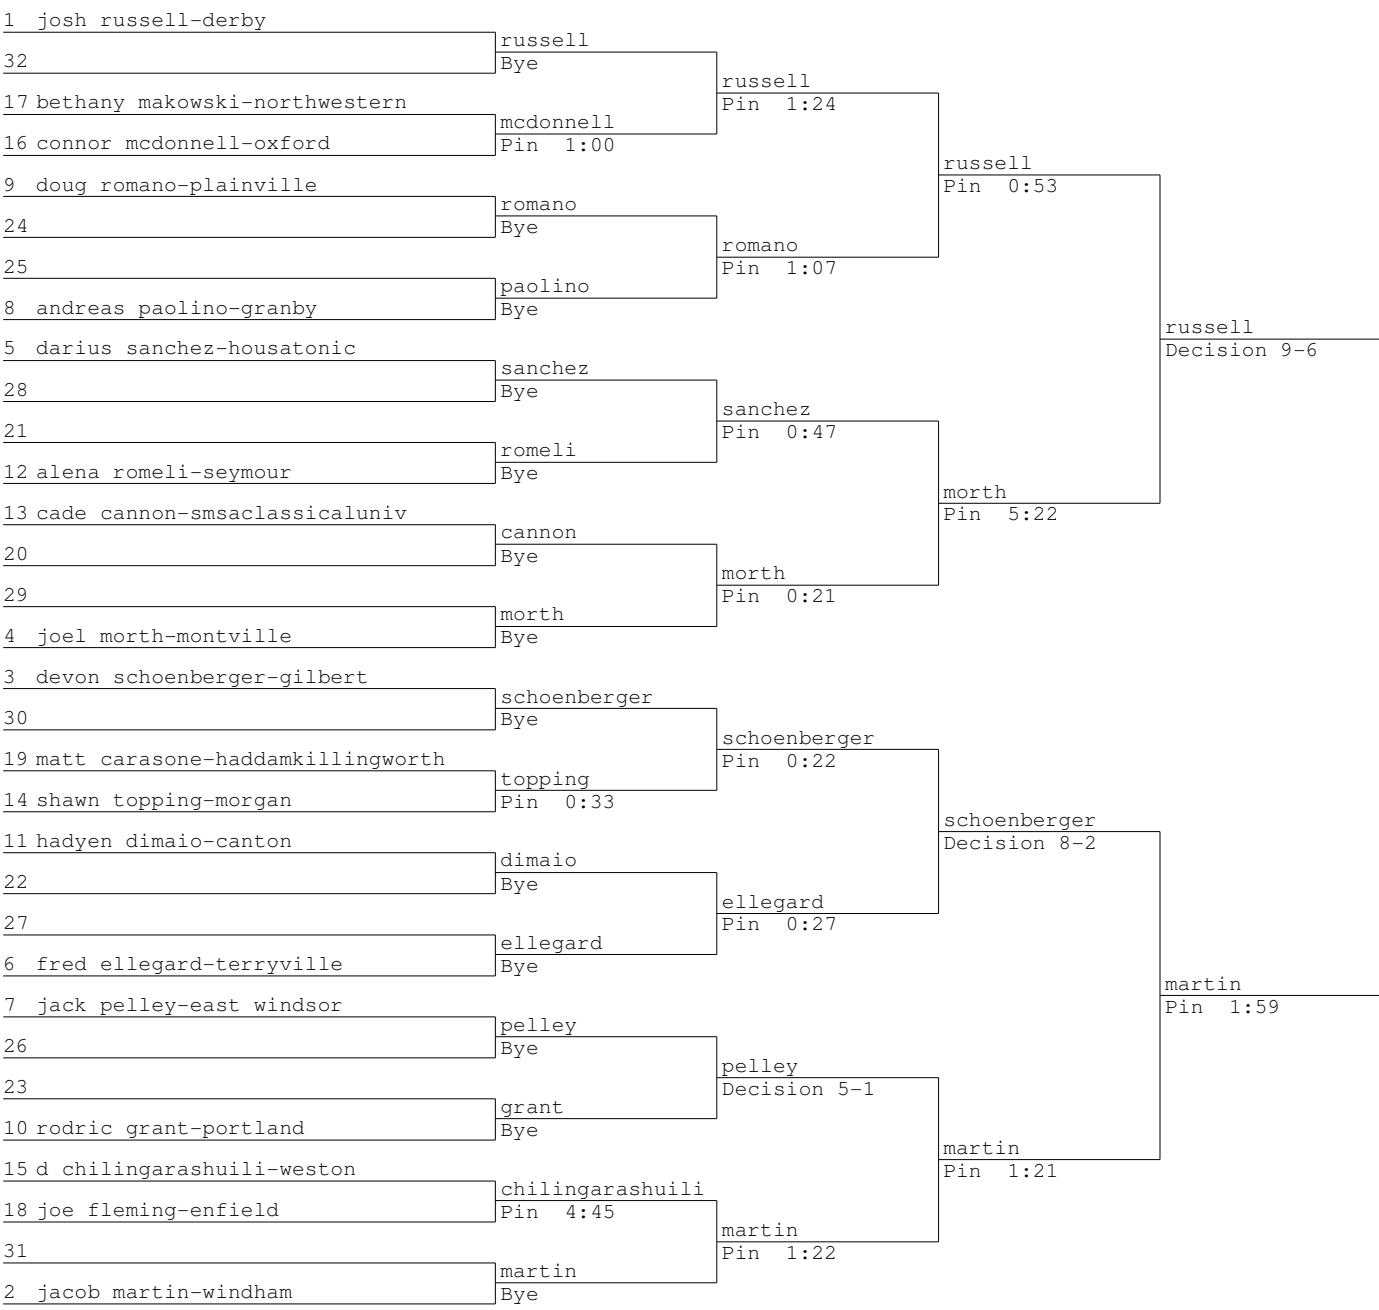 1 josh russell-derby
russell
32
Bye
russell
17 bethany makowski-northwestern
Pin 1:24
mcdonnell
16 connor mcdonnell-oxford
Pin 1:00
russell
9 doug romano-plainville
Pin 0:53
romano
24
Bye
romano
25
Pin 1:07
paolino
8 andreas paolino-granby
Bye
russell
5 darius sanchez-housatonic
Decision 9-6
sanchez
28
Bye
sanchez
21
Pin 0:47
romeli
12 alena romeli-seymour
Bye
morth
13 cade cannon-smsaclassicaluniv
Pin 5:22
cannon
20
Bye
morth
29
Pin 0:21
morth
4 joel morth-montville
Bye
3 devon schoenberger-gilbert
schoenberger
30
Bye
schoenberger
19 matt carasone-haddamkillingworth
Pin 0:22
topping
14 shawn topping-morgan
Pin 0:33
schoenberger
11 hadyen dimaio-canton
Decision 8-2
dimaio
22
Bye
ellegard
27
Pin 0:27
ellegard
6 fred ellegard-terryville
Bye
martin
7 jack pelley-east windsor
Pin 1:59
pelley
26
Bye
pelley
23
Decision 5-1
grant
10 rodric grant-portland
Bye
martin
15 d chilingarashuili-weston
Pin 1:21
chilingarashuili
18 joe fleming-enfield
Pin 4:45
martin
31
Pin 1:22
martin
2 jacob martin-windham
Bye